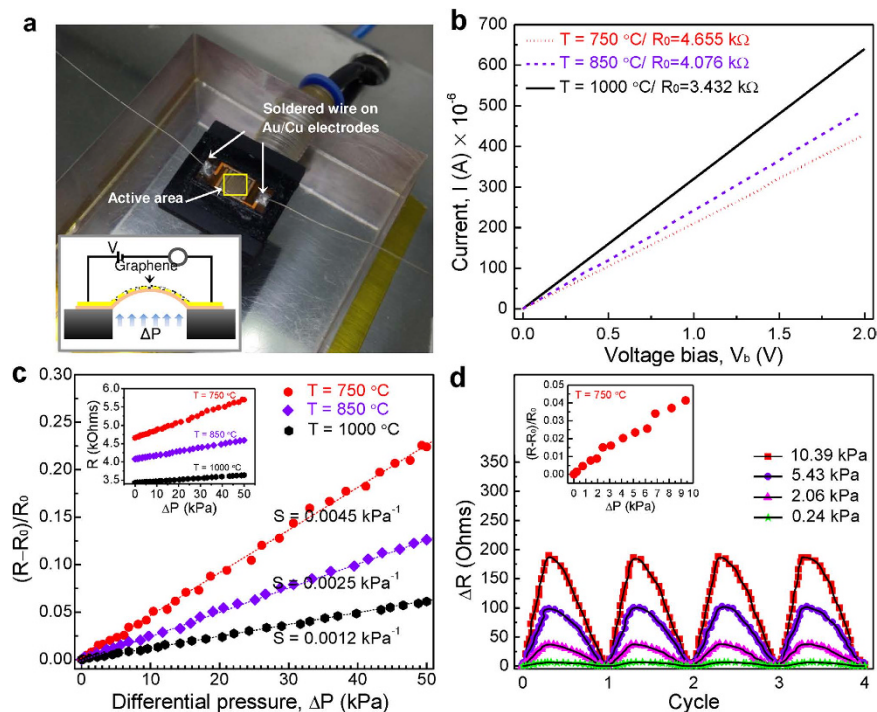 a
Soldered wire on
Au/Cu electrodes
Active area
V
Graphene
ΔP
b
T = 750 °C/ R₀=4.655 kΩ
T = 850 °C/ R₀=4.076 kΩ
T = 1000 °C/ R₀=3.432 kΩ
Current, I (A) × 10⁻⁶
700
600
500
400
300
200
100
0
0.0 0.5 1.0 1.5 2.0
Voltage bias, V_b (V)
c
(R−R₀)/R₀
0.30
0.25
0.20
0.15
0.10
0.05
0.00
R (kOhms)
6.0
5.5
5.0
4.5
4.0
3.5
T = 750 °C
T = 850 °C
T = 1000 °C
0 10 20 30 40 50
ΔP (kPa)
T = 750 °C
T = 850 °C
T = 1000 °C
S = 0.0045 kPa⁻¹
S = 0.0025 kPa⁻¹
S = 0.0012 kPa⁻¹
0 10 20 30 40 50
Differential pressure, ΔP (kPa)
d
ΔR (Ohms)
350
300
250
200
150
100
50
0
(R-R₀)/R₀
0.05
0.04
0.03
0.02
0.01
0.00
T = 750 °C
0 1 2 3 4 5 6 7 8 9 10
ΔP (kPa)
10.39 kPa
5.43 kPa
2.06 kPa
0.24 kPa
0 1 2 3 4
Cycle